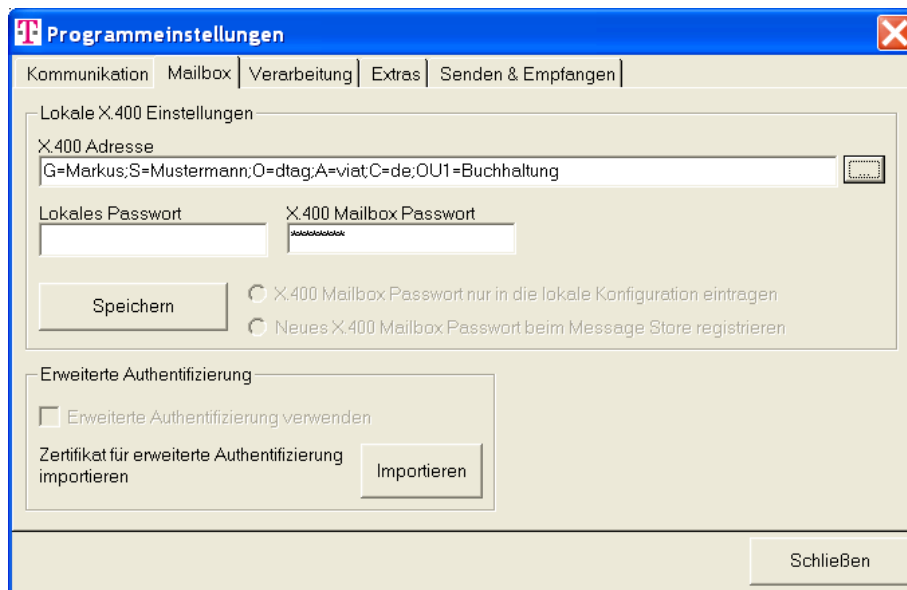 T Programmeinstellungen
Kommunikation Mailbox Verarbeitung Extras Senden & Empfangen
Lokale X.400 Einstellungen
X.400 Adresse
G=Markus;S=Mustermann;O=dtag;A=viat;C=de;OU1=Buchhaltung
...
Lokales Passwort X.400 Mailbox Passwort
*********
Speichern
X.400 Mailbox Passwort nur in die lokale Konfiguration eintragen
Neues X.400 Mailbox Passwort beim Message Store registrieren
Erweiterte Authentifizierung
Erweiterte Authentifizierung verwenden
Zertifikat für erweiterte Authentifizierung
importieren
Importieren
Schließen